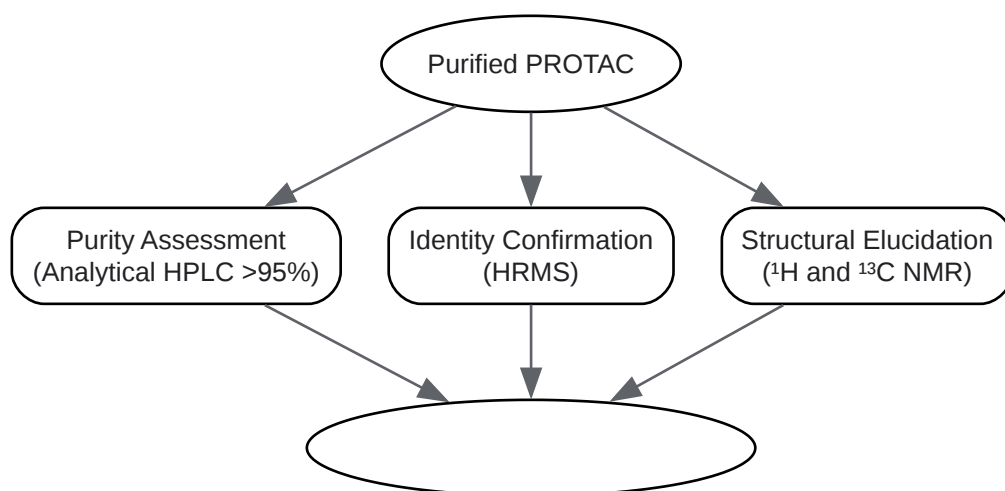 Purified PROTAC
Purity Assessment
(Analytical HPLC >95%)
Identity Confirmation
(HRMS)
Structural Elucidation
(¹H and ¹³C NMR)